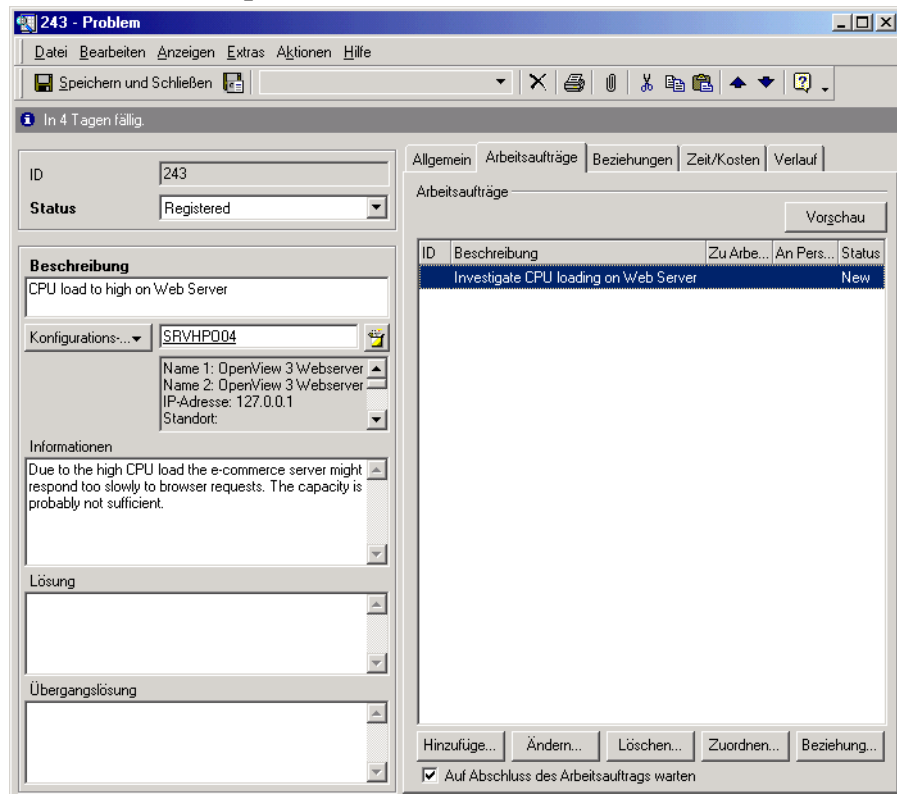 243 - Problem
Datei Bearbeiten Anzeigen Extras Aktionen Hilfe
Speichern und Schließen
In 4 Tagen fällig.
ID 243
Status Registered
Beschreibung
CPU load to high on Web Server
Konfigurations-... SRVHPO04
Name 1: OpenView 3 Webserver
Name 2: OpenView 3 Webserver
IP-Adresse: 127.0.0.1
Standort:
Informationen
Due to the high CPU load the e-commerce server might
respond too slowly to browser requests. The capacity is
probably not sufficient.
Lösung
Übergangslösung
Allgemein Arbeitsaufträge Beziehungen Zeit/Kosten Verlauf
Arbeitsaufträge
Vorschau
ID Beschreibung Zu Arbe... An Pers... Status
Investigate CPU loading on Web Server New
Hinzufüge... Ändern... Löschen... Zuordnen... Beziehung...
Auf Abschluss des Arbeitsauftrags warten